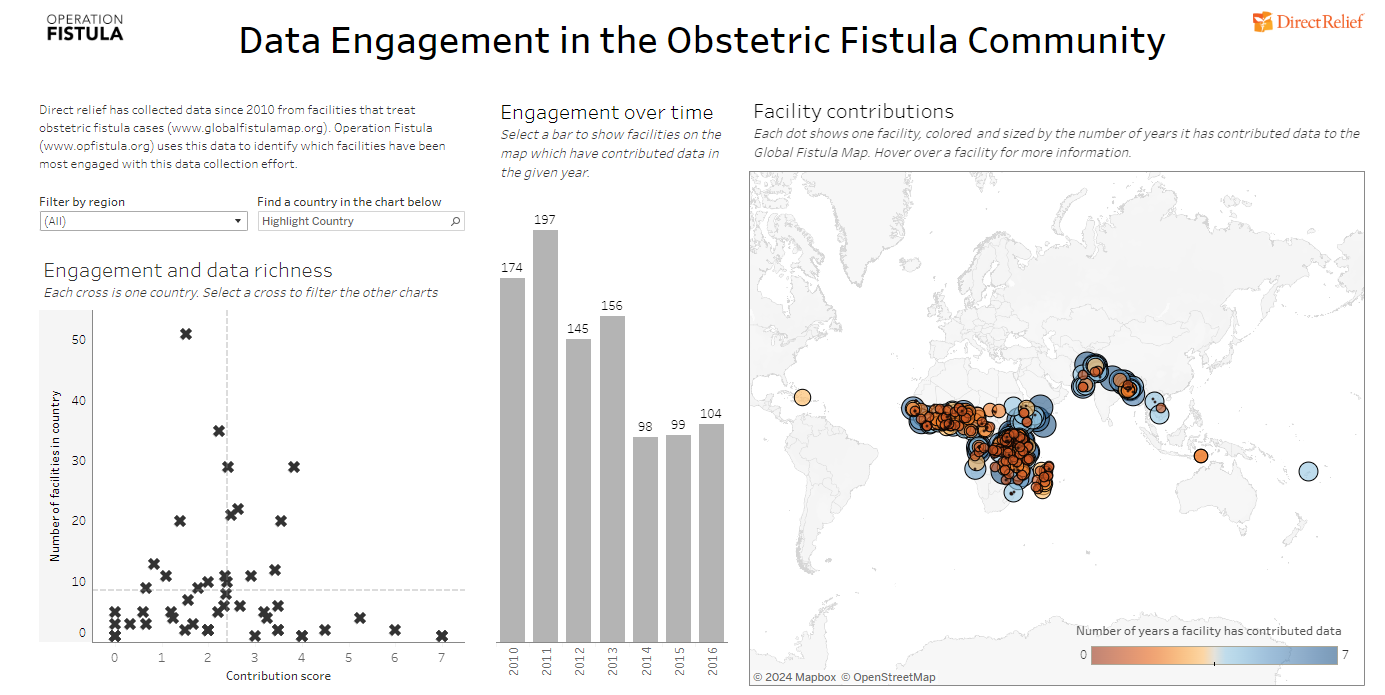 OPERATION
FISTULA
Data Engagement in the Obstetric Fistula Community
DirectRelief
Direct relief has collected data since 2010 from facilities that treat
obstetric fistula cases (www.globalfistulamap.org). Operation Fistula
(www.opfistula.org) uses this data to identify which facilities have been
most engaged with this data collection effort.
Filter by region
(All)
Find a country in the chart below
Highlight Country
Engagement and data richness
Each cross is one country. Select a cross to filter the other charts
Number of facilities in country
50
40
30
20
10
0
0 1 2 3 4 5 6 7
Contribution score
Engagement over time
Select a bar to show facilities on the
map which have contributed data in
the given year.
174 197 145 156 98 99 104
2010 2011 2012 2013 2014 2015 2016
Facility contributions
Each dot shows one facility, colored and sized by the number of years it has contributed data to the
Global Fistula Map. Hover over a facility for more information.
Number of years a facility has contributed data
0 7
© 2024 Mapbox © OpenStreetMap